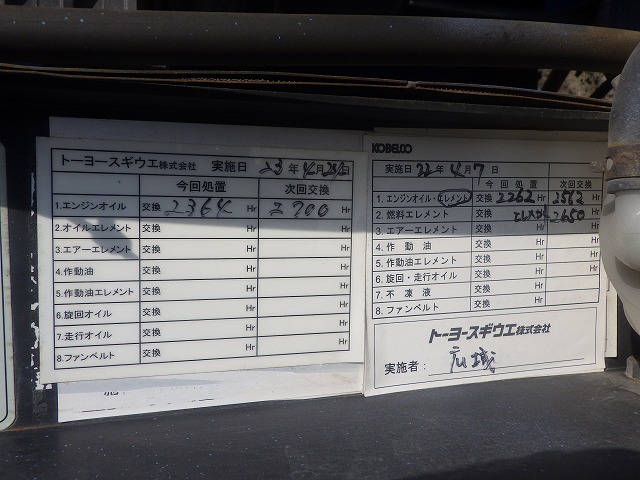 トーヨースギウエ株式会社 実施日 23年4月 日
今回処置 次回交換
1.エンジンオイル 交換 2364 Hr 2700 Hr
2.オイルエレメント 交換 Hr Hr
3.エアーエレメント 交換 Hr Hr
4.作動油 交換 Hr Hr
5.作動油エレメント 交換 Hr Hr
6.旋回オイル 交換 Hr Hr
7.走行オイル 交換 Hr Hr
8.ファンベルト 交換 Hr Hr
KOBELCO
実施日 22年4月7日
今回処置 次回交換
1. エンジンオイル・エレメント 交換 2262 Hr 2512 Hr
2. 燃料エレメント 交換 エレメント 2650 Hr
3. エアーエレメント 交換 Hr Hr
4. 作動油 交換 Hr Hr
5. 作動油エレメント 交換 Hr Hr
6. 旋回・走行オイル 交換 Hr Hr
7. 不凍液 交換 Hr Hr
8. ファンベルト 交換 Hr Hr
トーヨースギウエ株式会社
実施者: 広域